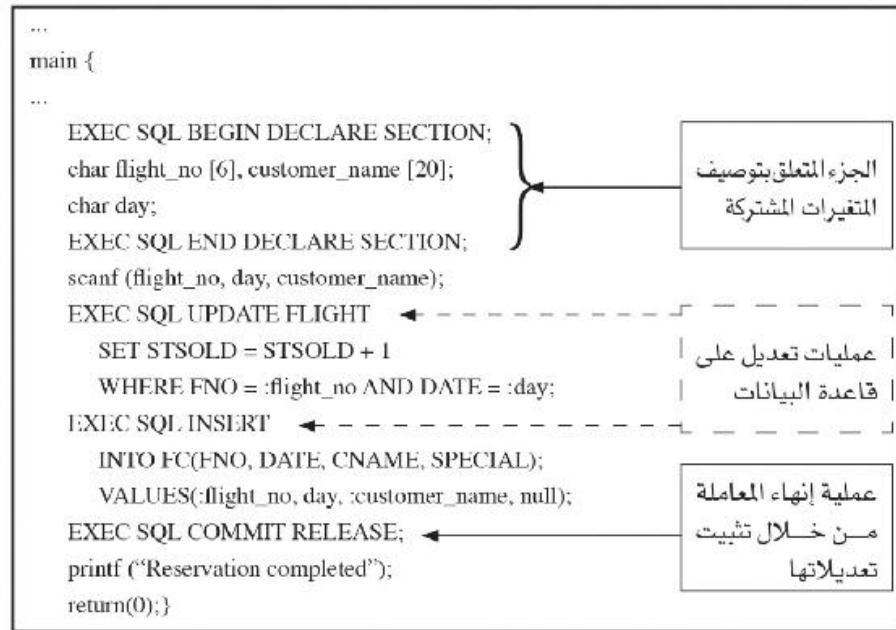 ...
main {
...
EXEC SQL BEGIN DECLARE SECTION;
char flight_no [6], customer_name [20];
char day;
EXEC SQL END DECLARE SECTION;
scanf (flight_no, day, customer_name);
EXEC SQL UPDATE FLIGHT
SET STSOLD = STSOLD + 1
WHERE FNO = :flight_no AND DATE = :day;
EXEC SQL INSERT
INTO FC(FNO, DATE, CNAME, SPECIAL);
VALUES(:flight_no, day, :customer_name, null);
EXEC SQL COMMIT RELEASE;
printf (“Reservation completed”);
return(0);}
الجزء المتعلق بتوصيف
المتغيرات المشتركة
عمليات تعديل على
قاعدة البيانات
عملية إنهاء المعاملة
من خلال تثبيت
تعديلاتها